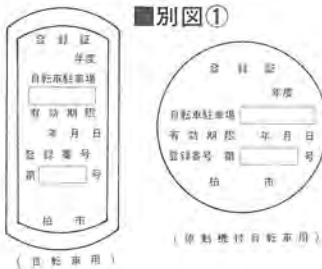 ■別図①
登録証
年度
自転車駐車場
有効期限
年月日
登録番号
第 号
柏市
(自転車用)
登録証
年度
自転車駐車場
有効期限 年月日
登録番号 第 号
柏市
(原動機付自転車用)